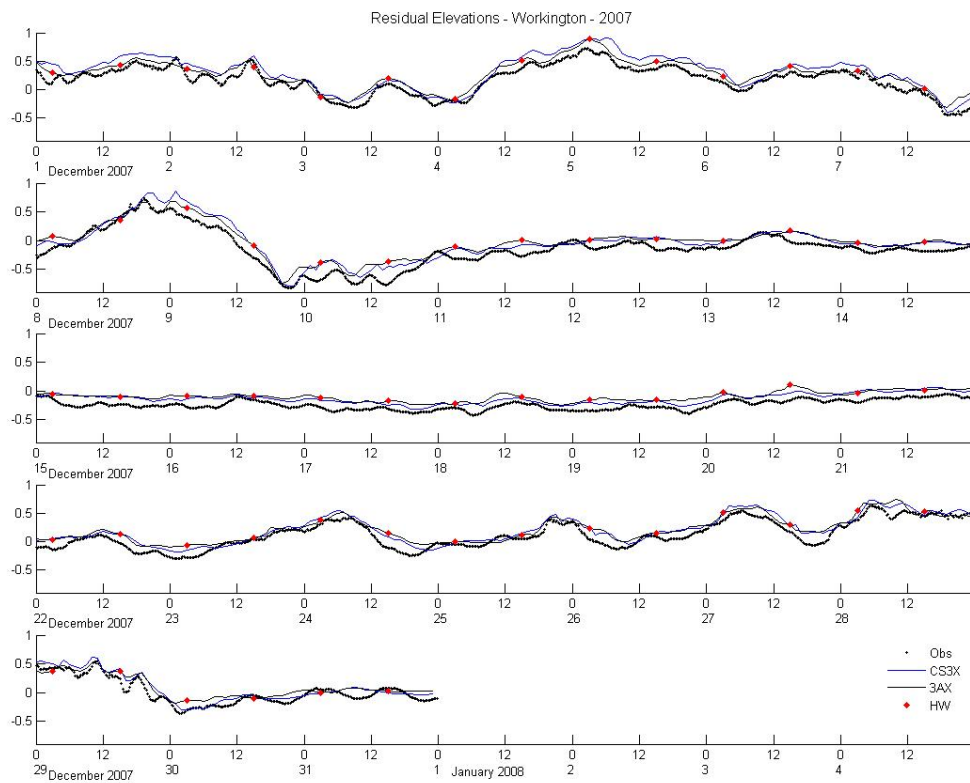 Residual Elevations - Workington - 2007
1
0.5
0
-0.5
0 12 0 12 0 12 0 12 0 12 0 12 0 12
1 2 3 4 5 6 7
December 2007
1
0.5
0
-0.5
0 12 0 12 0 12 0 12 0 12 0 12 0 12
8 9 10 11 12 13 14
December 2007
1
0.5
0
-0.5
0 12 0 12 0 12 0 12 0 12 0 12 0 12
15 16 17 18 19 20 21
December 2007
1
0.5
0
-0.5
0 12 0 12 0 12 0 12 0 12 0 12 0 12
22 23 24 25 26 27 28
December 2007
1
0.5
0
-0.5
Obs
CS3X
3AX
HW
0 12 0 12 0 12 0 12 0 12 0 12 0 12
29 30 31 1 2 3 4
December 2007 January 2008